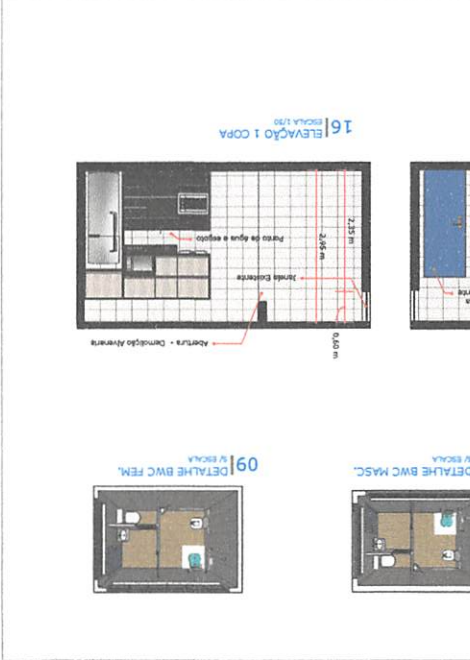 DETALHE BWC MASC.
S/ ESCALA
09
DETALHE BWC FEM.
S/ ESCALA
0,60 m.
Abertura - Demolição Alvenaria
Janela Existente
2,95 m.
2,35 m.
Ponto de água e esgoto
16
ELEVAÇÃO 1 COPA
ESCALA 1/50